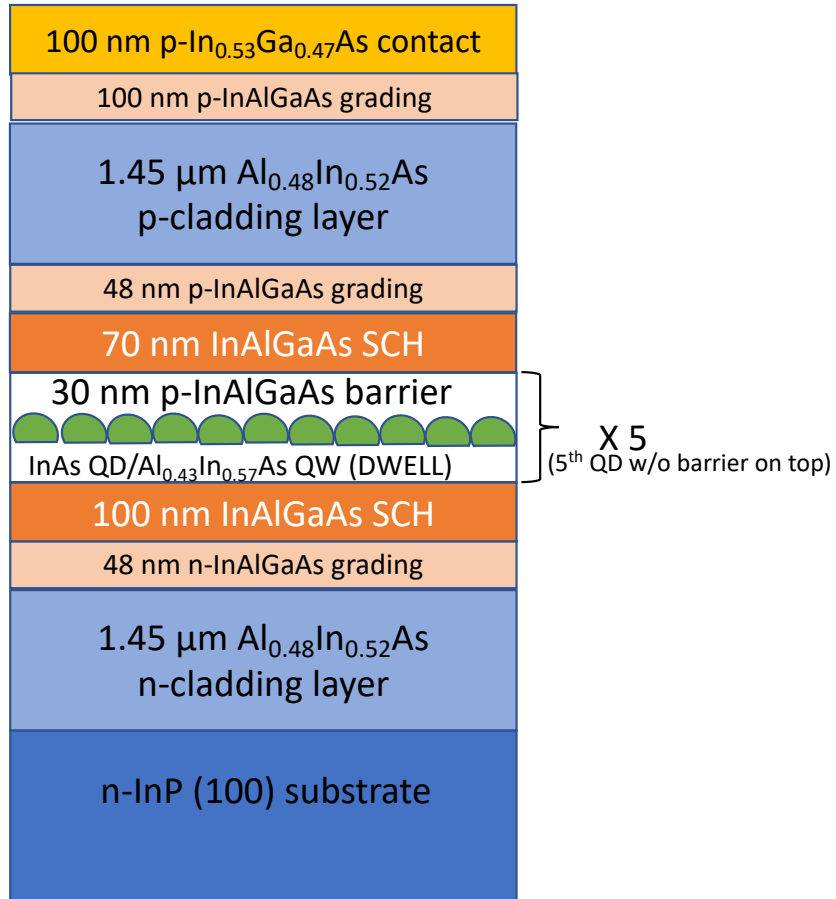 100 nm p-In0.53Ga0.47As contact
100 nm p-InAlGaAs grading
1.45 µm Al0.48In0.52As
p-cladding layer
48 nm p-InAlGaAs grading
70 nm InAlGaAs SCH
30 nm p-InAlGaAs barrier
InAs QD/Al0.43In0.57As QW (DWELL)
X 5
(5th QD w/o barrier on top)
100 nm InAlGaAs SCH
48 nm n-InAlGaAs grading
1.45 µm Al0.48In0.52As
n-cladding layer
n-InP (100) substrate